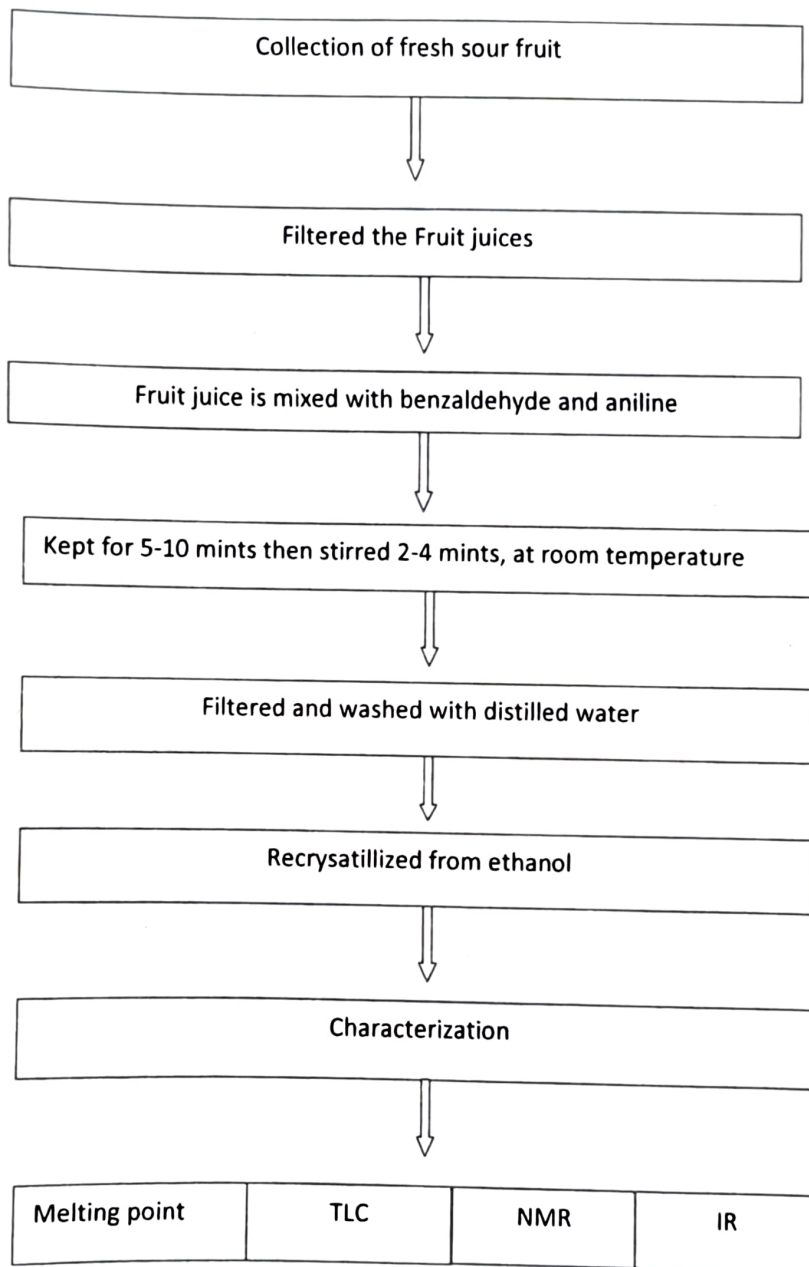 Collection of fresh sour fruit
Filtered the Fruit juices
Fruit juice is mixed with benzaldehyde and aniline
Kept for 5-10 mints then stirred 2-4 mints, at room temperature
Filtered and washed with distilled water
Recrysatillized from ethanol
Characterization
Melting point TLC NMR IR